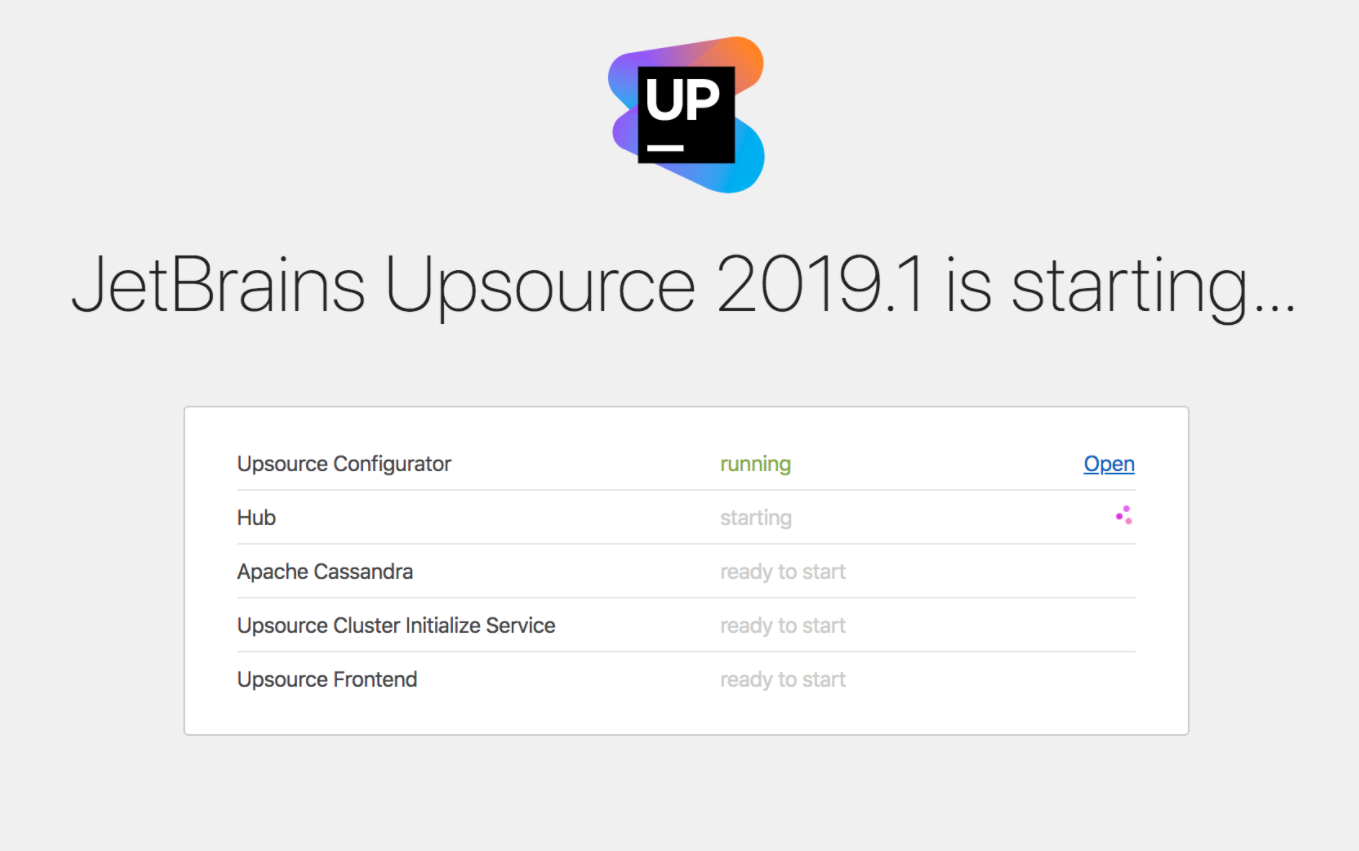 UP
JetBrains Upsource 2019.1 is starting...
Upsource Configurator running Open
Hub starting
Apache Cassandra ready to start
Upsource Cluster Initialize Service ready to start
Upsource Frontend ready to start